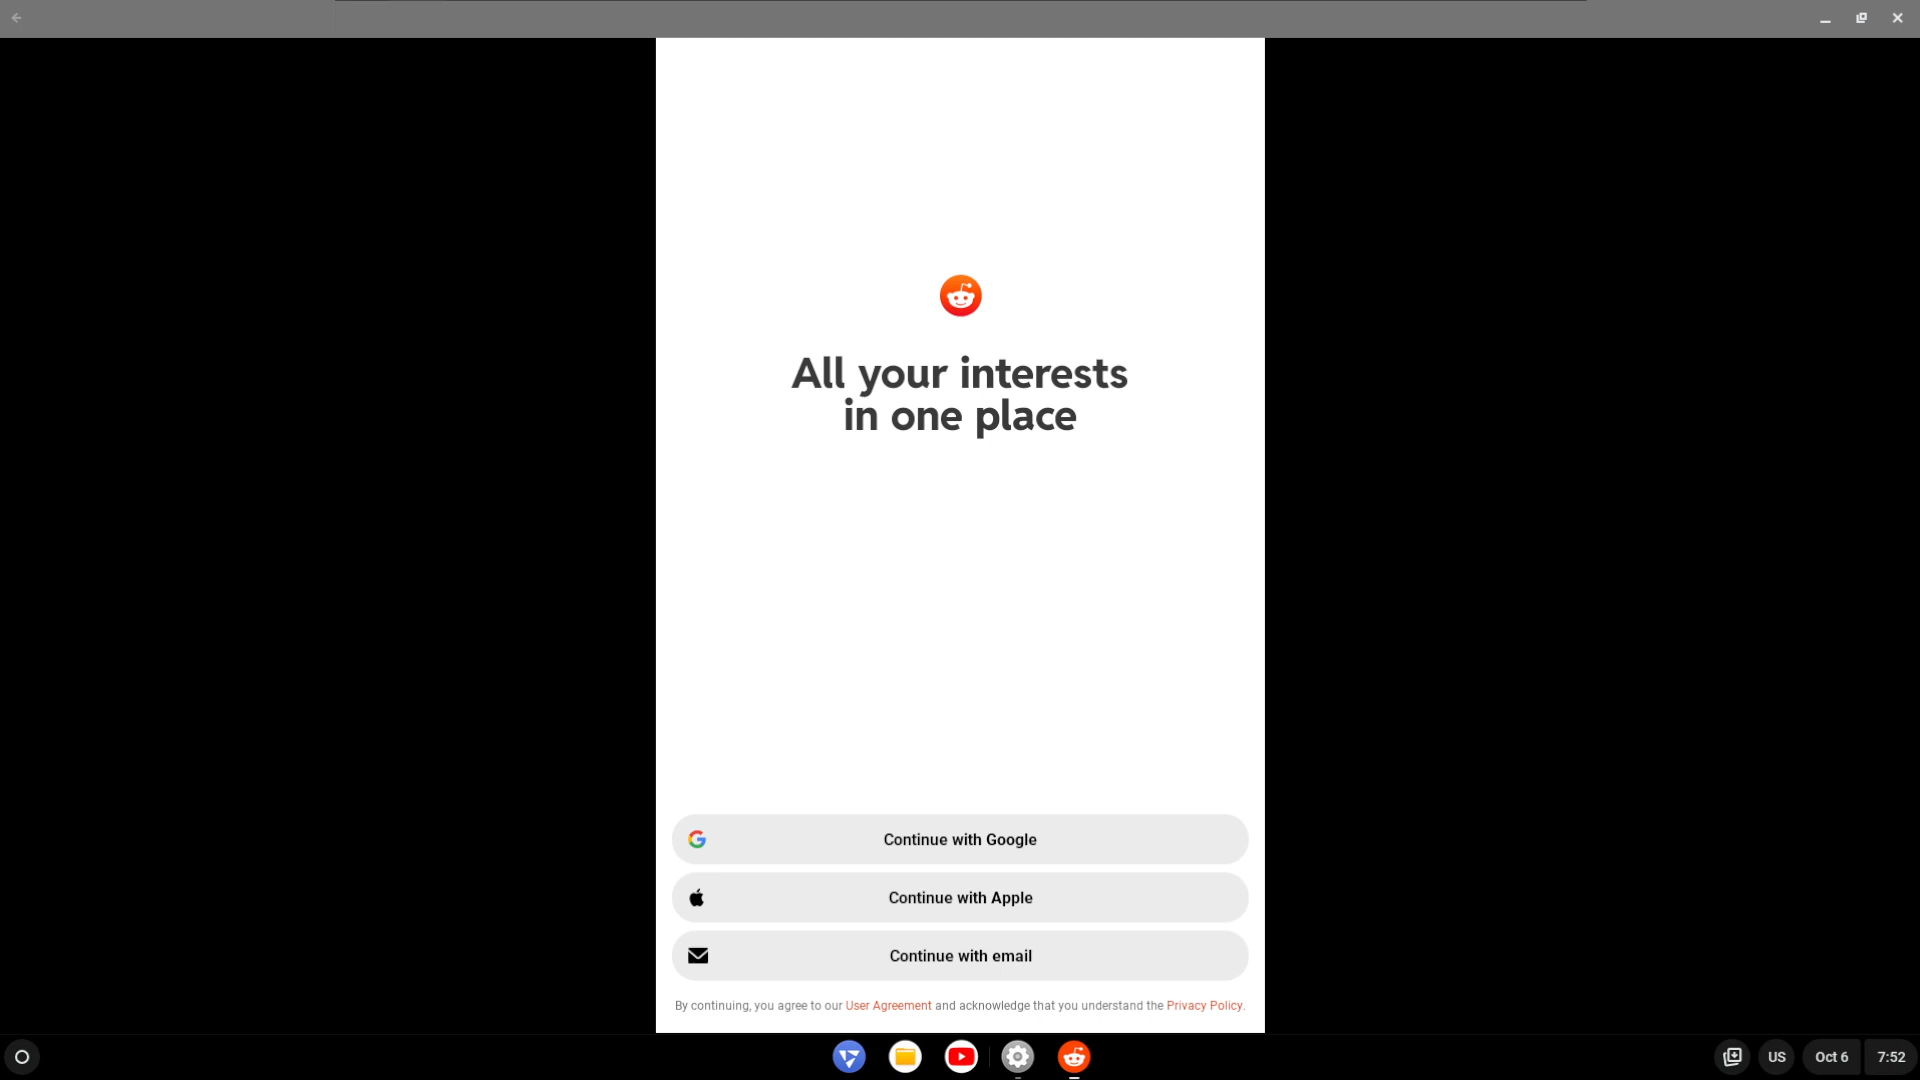 All your interests
in one place
Continue with Google
Continue with Apple
Continue with email
By continuing, you agree to our User Agreement and acknowledge that you understand the Privacy Policy.
US
Oct 6
7:52